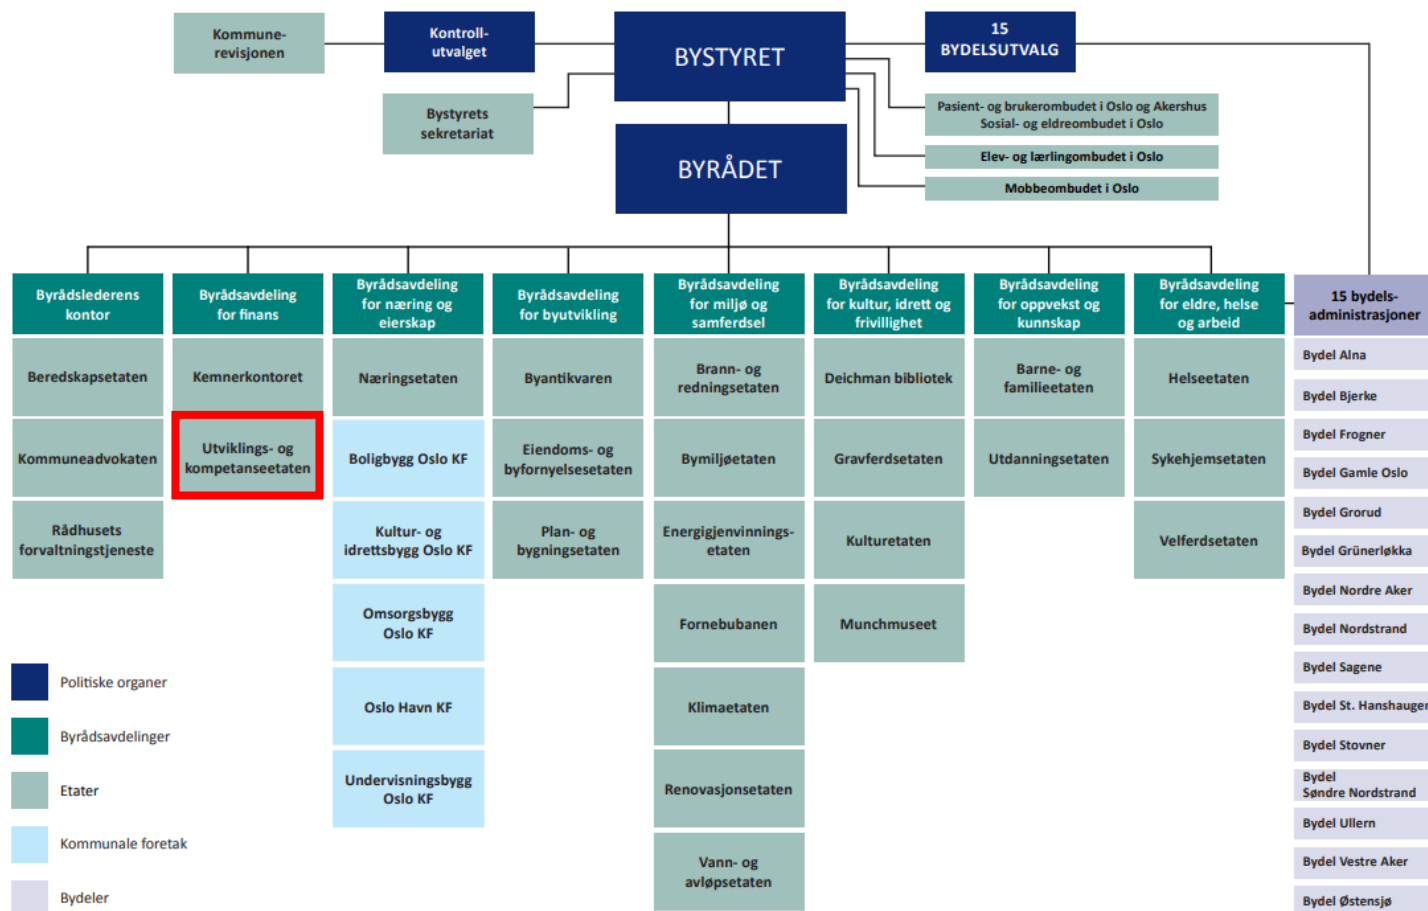 Kommune-
revisjonen
Kontroll-
utvalget
BYSTYRET
15
BYDELSUTVALG
Bystyrets
sekretariat
Pasient- og brukerombudet i Oslo og Akershus
Sosial- og eldreombudet i Oslo
Elev- og lærlingombudet i Oslo
Mobbeombudet i Oslo
BYRÅDET
Byrådslederens
kontor
Beredskapsetaten
Kommuneadvokaten
Rådhusets
forvaltningstjeneste
Byrådsavdeling
for finans
Kemnerkontoret
Utviklings- og
kompetanseetaten
Byrådsavdeling
for næring og
eierskap
Næringsetaten
Boligbygg Oslo KF
Kultur- og
idrettsbygg Oslo KF
Omsorgsbygg
Oslo KF
Oslo Havn KF
Undervisningsbygg
Oslo KF
Byrådsavdeling
for byutvikling
Byantikvaren
Eiendoms- og
byfornyelsesetaten
Plan- og
bygningsetaten
Byrådsavdeling
for miljø og
samferdsel
Brann- og
redningsetaten
Bymiljøetaten
Energigjenvinnings-
etaten
Fornebubanen
Klimaetaten
Renovasjonsetaten
Vann- og
avløpsetaten
Byrådsavdeling
for kultur, idrett og
frivillighet
Deichman bibliotek
Gravferdsetaten
Kulturetaten
Munchmuseet
Byrådsavdeling
for oppvekst og
kunnskap
Barne- og
familieetaten
Utdanningsetaten
Byrådsavdeling
for eldre, helse
og arbeid
Helseetaten
Sykehjemsetaten
Velferdsetaten
15 bydels-
administrasjoner
Bydel Alna
Bydel Bjerke
Bydel Frogner
Bydel Gamle Oslo
Bydel Grorud
Bydel Grünerløkka
Bydel Nordre Aker
Bydel Nordstrand
Bydel Sagene
Bydel St. Hanshaugen
Bydel Stovner
Bydel
Søndre Nordstrand
Bydel Ullern
Bydel Vestre Aker
Bydel Østensjø
Politiske organer
Byrådsavdelinger
Etater
Kommunale foretak
Bydeler